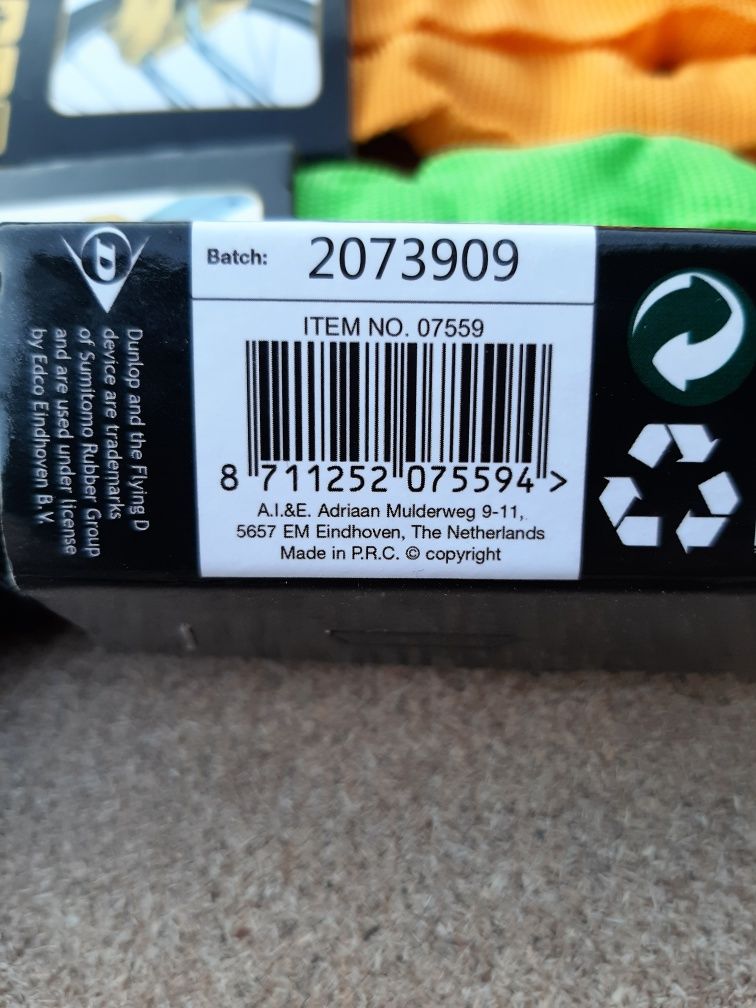 Batch: 2073909
ITEM NO. 07559
8 711252 075594 >
A.I.&E. Adriaan Mulderweg 9-11,
5657 EM Eindhoven, The Netherlands
Made in P.R.C. © copyright
D
Dunlop and the Flying D
device are trademarks
of Sumitomo Rubber Group
and are used under license
by Edco Eindhoven B.V.